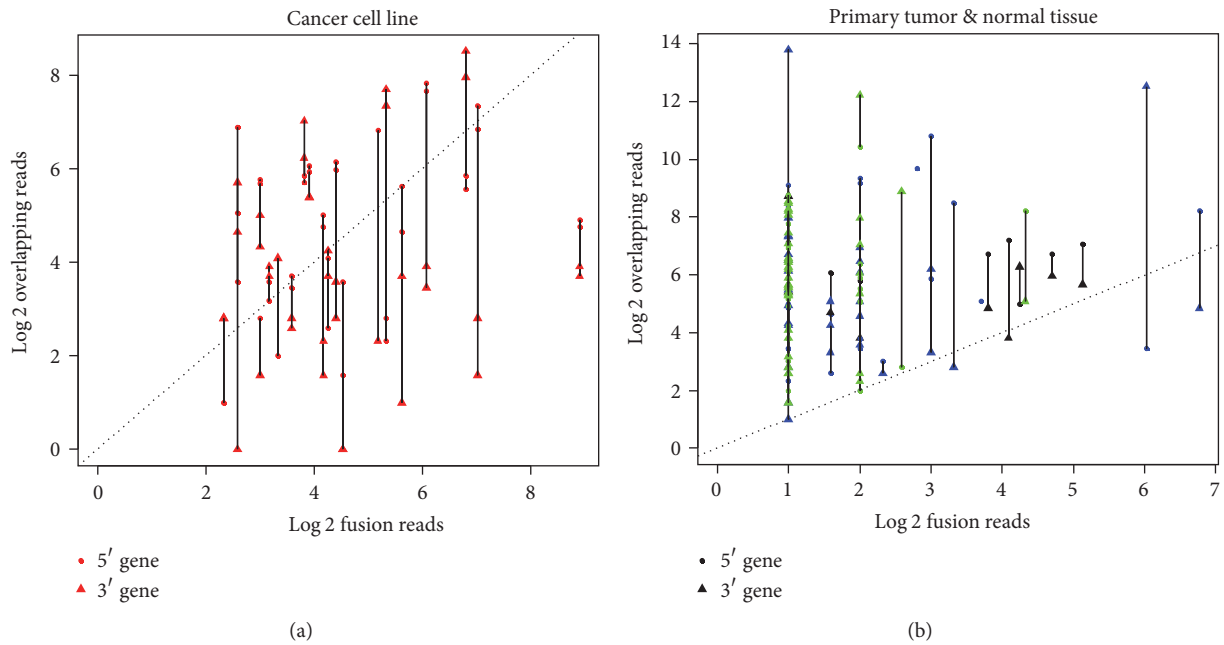 Cancer cell line
8
6
4
2
0
Log 2 overlapping reads
0 2 4 6 8
Log 2 fusion reads
5′ gene
3′ gene
(a)
Primary tumor & normal tissue
14
12
10
8
6
4
2
0
Log 2 overlapping reads
0 1 2 3 4 5 6 7
Log 2 fusion reads
5′ gene
3′ gene
(b)